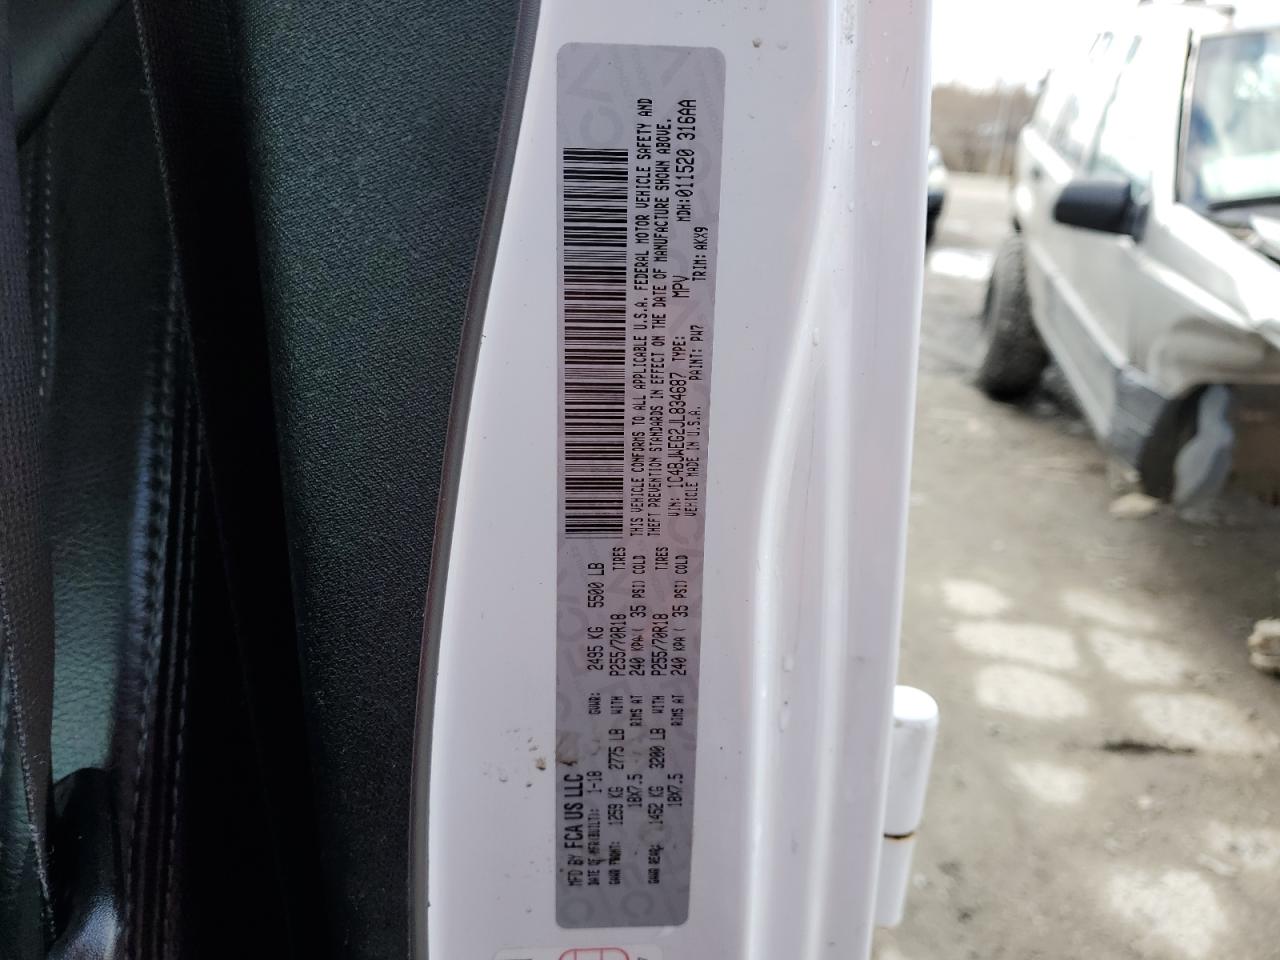 MFD BY FCA US LLC
DATE OF MFR(BUILT): 1-18 GVWR: 2495 KG 5500 LB
GAWR FRONT: 1259 KG 2775 LB WITH P255/70R18 TIRES
18X7.5 RIMS AT 240 KPA ( 35 PSI) COLD
GAWR REAR: 1452 KG 3200 LB WITH P255/70R18 TIRES
18X7.5 RIMS AT 240 KPA ( 35 PSI) COLD
THIS VEHICLE CONFORMS TO ALL APPLICABLE U.S.A. FEDERAL MOTOR VEHICLE SAFETY AND
THEFT PREVENTION STANDARDS IN EFFECT ON THE DATE OF MANUFACTURE SHOWN ABOVE.
VIN: 1C4BJWEG2JL834687 TYPE: MPV MDH:011520 316AA
VEHICLE MADE IN U.S.A. PAINT: PW7 TRIM: AKX9